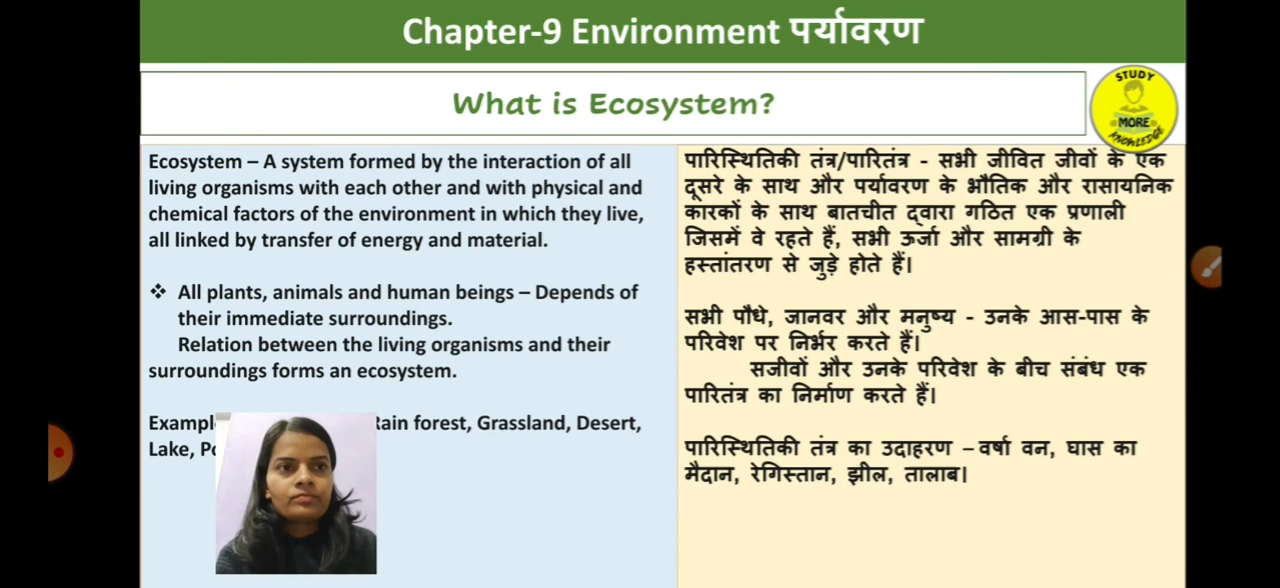 Chapter-9 Environment पर्यावरण
What is Ecosystem?
STUDY
MORE
KNOWLEDGE
Ecosystem – A system formed by the interaction of all
living organisms with each other and with physical and
chemical factors of the environment in which they live,
all linked by transfer of energy and material.
❖ All plants, animals and human beings – Depends of
their immediate surroundings.
Relation between the living organisms and their
surroundings forms an ecosystem.
Rain forest, Grassland, Desert,
Lake,
पारिस्थितिकी तंत्र/पारितंत्र - सभी जीवित जीवों के एक
दूसरे के साथ और पर्यावरण के भौतिक और रासायनिक
कारकों के साथ बातचीत द्वारा गठित एक प्रणाली
जिसमें वे रहते हैं, सभी ऊर्जा और सामग्री के
हस्तांतरण से जुड़े होते हैं।
सभी पौधे, जानवर और मनुष्य - उनके आस-पास के
परिवेश पर निर्भर करते हैं।
सजीवों और उनके परिवेश के बीच संबंध एक
पारितंत्र का निर्माण करते हैं।
पारिस्थितिकी तंत्र का उदाहरण – वर्षा वन, घास का
मैदान, रेगिस्तान, झील, तालाब।